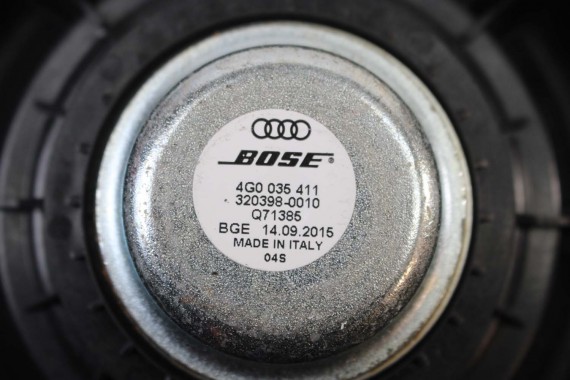 BOSE®
4G0 035 411
320398-0010
Q71385
BGE 14.09.2015
MADE IN ITALY
04S